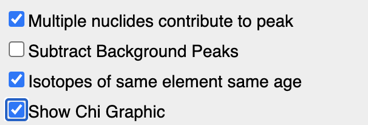 Multiple nuclides contribute to peak
Subtract Background Peaks
Isotopes of same element same age
Show Chi Graphic